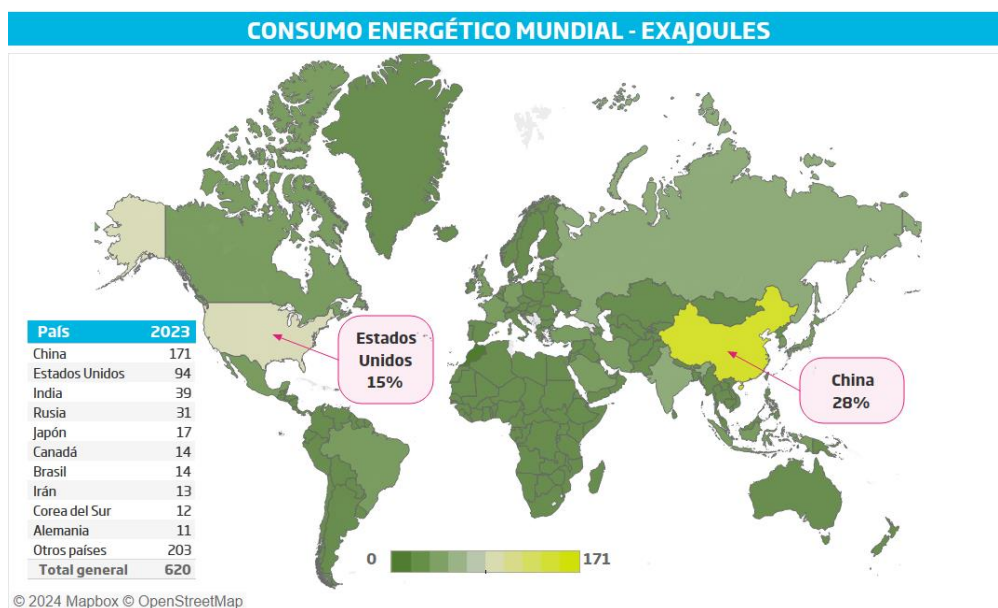 CONSUMO ENERGÉTICO MUNDIAL - EXAJOULES
Estados
Unidos
15%
China
28%
País 2023
China 171
Estados Unidos 94
India 39
Rusia 31
Japón 17
Canadá 14
Brasil 14
Irán 13
Corea del Sur 12
Alemania 11
Otros países 203
Total general 620
0 171
© 2024 Mapbox © OpenStreetMap